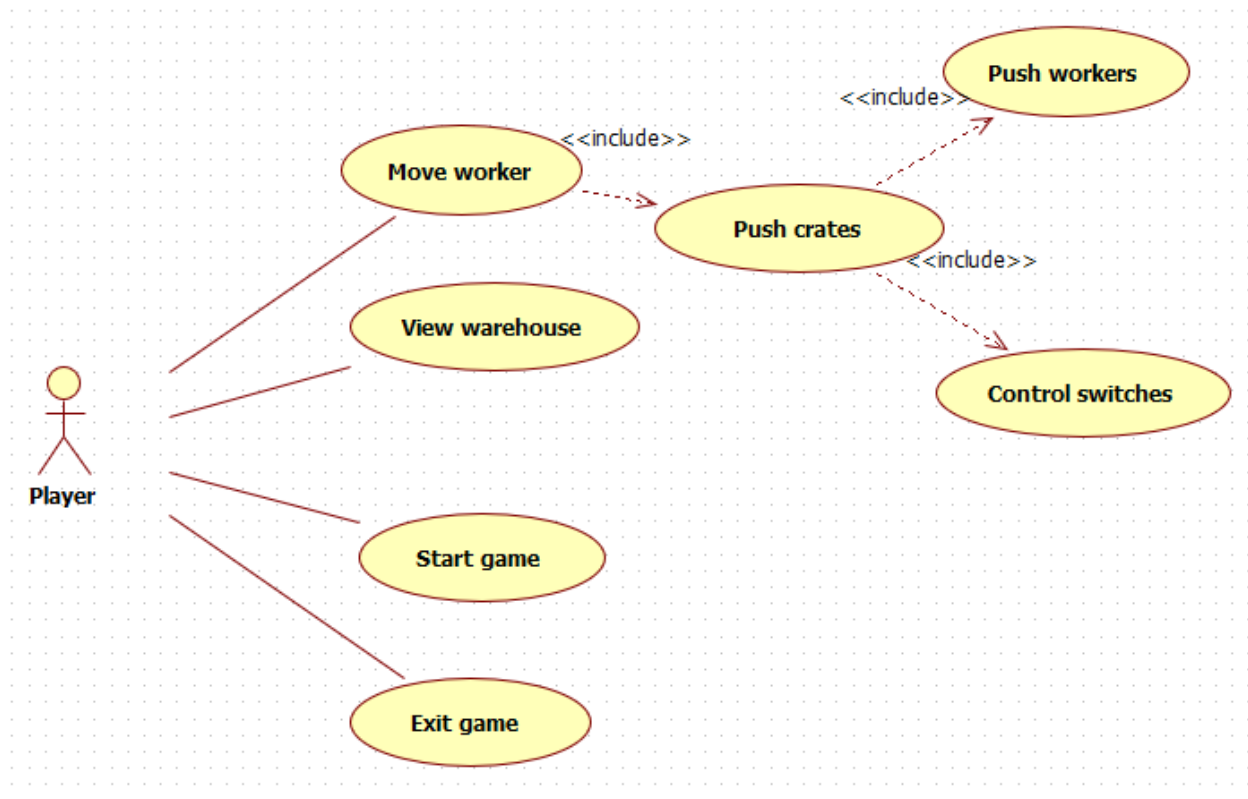 Push workers
<<include>>
<<include>>
Move worker
Push crates
<<include>>
View warehouse
Control switches
Player
Start game
Exit game